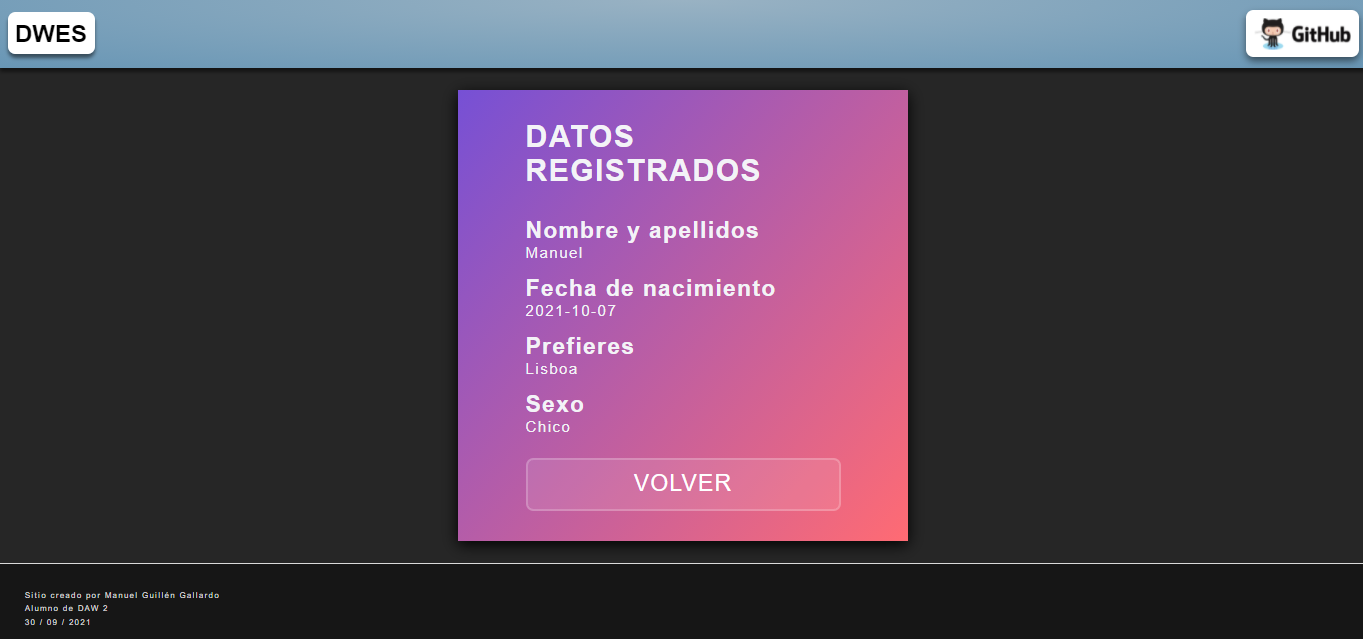 DWES
GitHub
DATOS
REGISTRADOS
Nombre y apellidos
Manuel
Fecha de nacimiento
2021-10-07
Prefieres
Lisboa
Sexo
Chico
VOLVER
Sitio creado por Manuel Guillén Gallardo
Alumno de DAW 2
30 / 09 / 2021